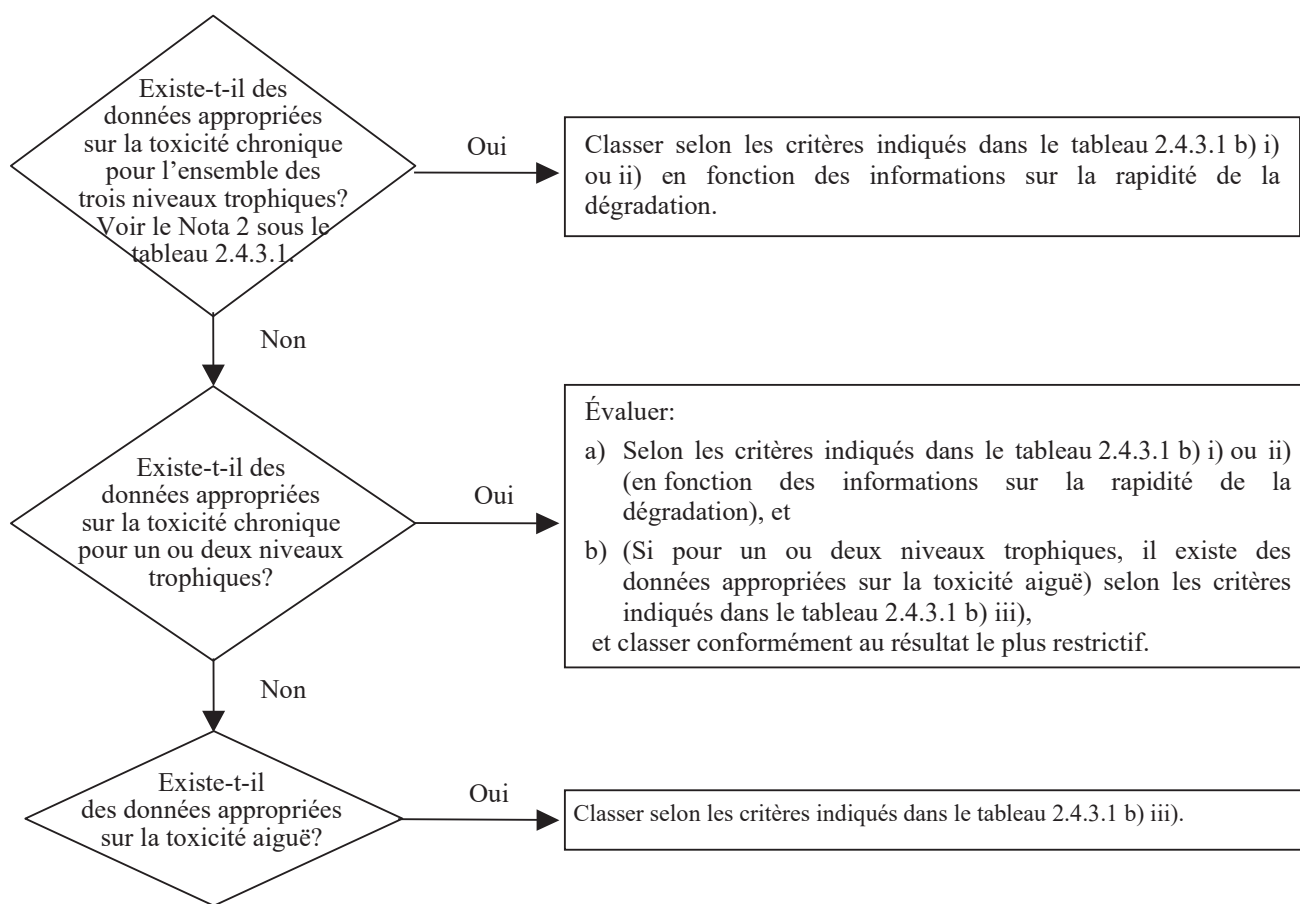 Existe-t-il des
données appropriées
sur la toxicité chronique
pour l'ensemble des
trois niveaux trophiques?
Voir le Nota 2 sous le
tableau 2.4.3.1.
Oui
Classer selon les critères indiqués dans le tableau 2.4.3.1 b) i)
ou ii) en fonction des informations sur la rapidité de la
dégradation.
Non
Existe-t-il des
données appropriées
sur la toxicité chronique
pour un ou deux niveaux
trophiques?
Oui
Évaluer:
a) Selon les critères indiqués dans le tableau 2.4.3.1 b) i) ou ii)
(en fonction des informations sur la rapidité de la
dégradation), et
b) (Si pour un ou deux niveaux trophiques, il existe des
données appropriées sur la toxicité aiguë) selon les critères
indiqués dans le tableau 2.4.3.1 b) iii),
et classer conformément au résultat le plus restrictif.
Non
Existe-t-il
des données appropriées
sur la toxicité aiguë?
Oui
Classer selon les critères indiqués dans le tableau 2.4.3.1 b) iii).